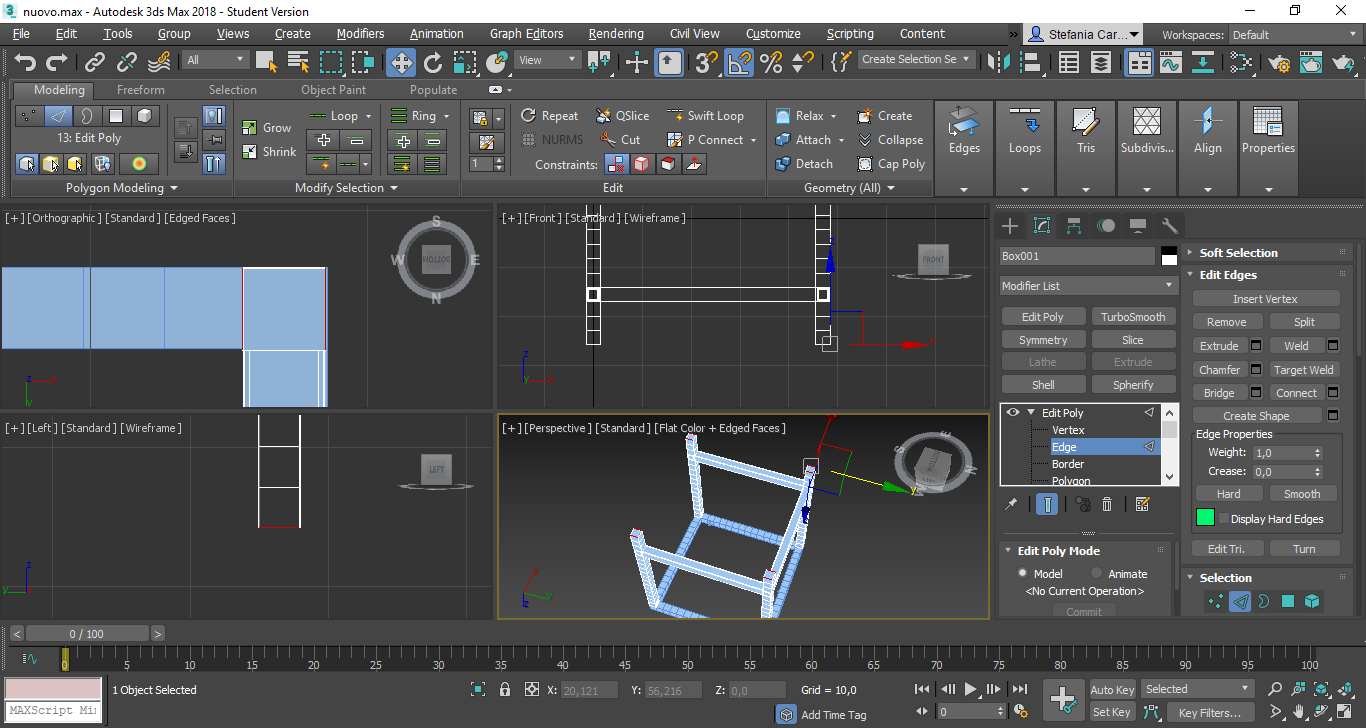 nuovo.max - Autodesk 3ds Max 2018 - Student Version
File Edit Tools Group Views Create Modifiers Animation Graph Editors Rendering Civil View Customize Scripting Content » Stefania Car... Workspaces: Default
All View Create Selection Se
Modeling Freeform Selection Object Paint Populate
13: Edit Poly
Grow Loop Ring Repeat QSlice Swift Loop Relax Create
Shrink NURMS Cut P Connect Attach Collapse
1 Constraints: Detach Cap Poly
Edges Loops Tris Subdivis... Align Properties
Polygon Modeling Modify Selection Edit Geometry (All)
[+] [Orthographic] [Standard] [Edged Faces]
S W E N BOTTOM
[+] [Front] [Standard] [Wireframe]
FRONT
[+] [Left] [Standard] [Wireframe]
LEFT
[+] [Perspective] [Standard] [Flat Color + Edged Faces]
Box001
Modifier List
Edit Poly TurboSmooth
Symmetry Slice
Lathe Extrude
Shell Spherify
Edit Poly
Vertex
Edge
Border
Polygon
Edit Poly Mode
Model Animate
<No Current Operation>
Commit
Soft Selection
Edit Edges
Insert Vertex
Remove Split
Extrude Weld
Chamfer Target Weld
Bridge Connect
Create Shape
Edge Properties
Weight: 1,0
Crease: 0,0
Hard Smooth
Display Hard Edges
Edit Tri. Turn
Selection
< 0 / 100 >
0 5 10 15 20 25 30 35 40 45 50 55 60 65 70 75 80 85 90 95 100
1 Object Selected X: 20,121 Y: 56,216 Z: 0,0 Grid = 10,0 Auto Key Selected
MAXScript Mi Add Time Tag 0 Set Key Key Filters...